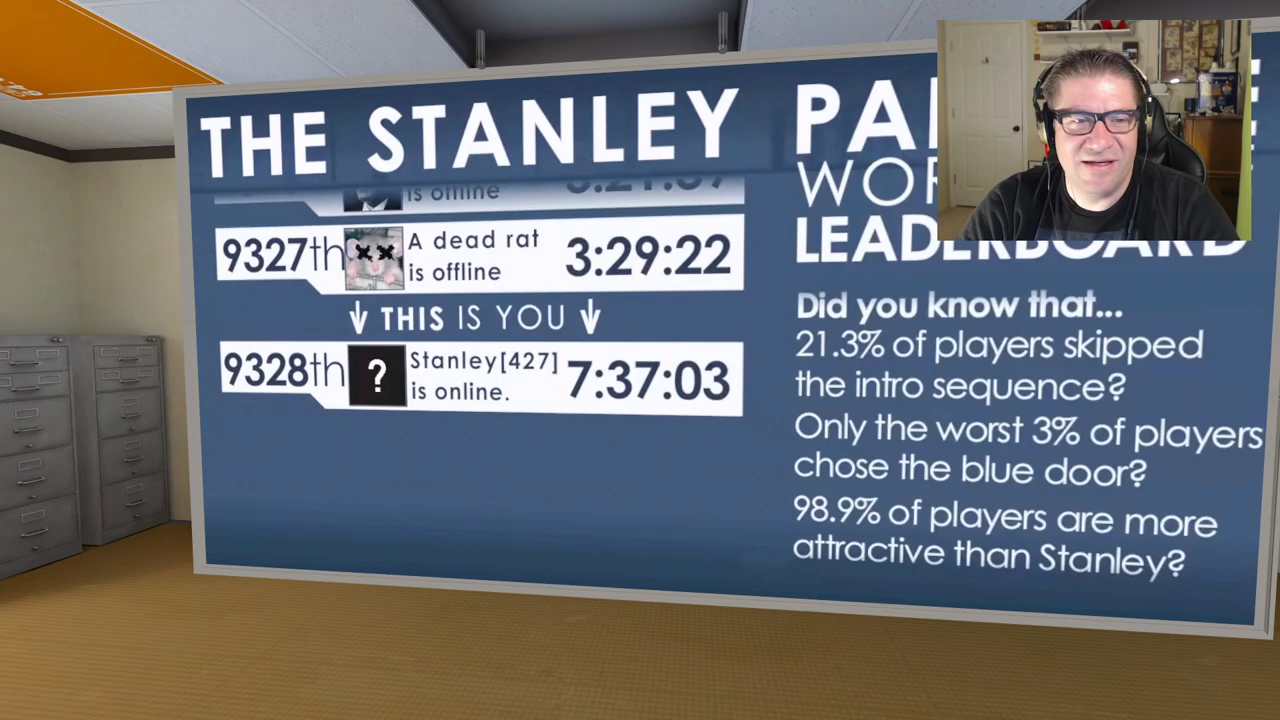 THE STANLEY PA
WOR
LEADERBOARD
is offline
9327th
A dead rat
is offline
3:29:22
↓ THIS IS YOU ↓
9328th
?
Stanley[427]
is online.
7:37:03
Did you know that...
21.3% of players skipped
the intro sequence?
Only the worst 3% of players
chose the blue door?
98.9% of players are more
attractive than Stanley?